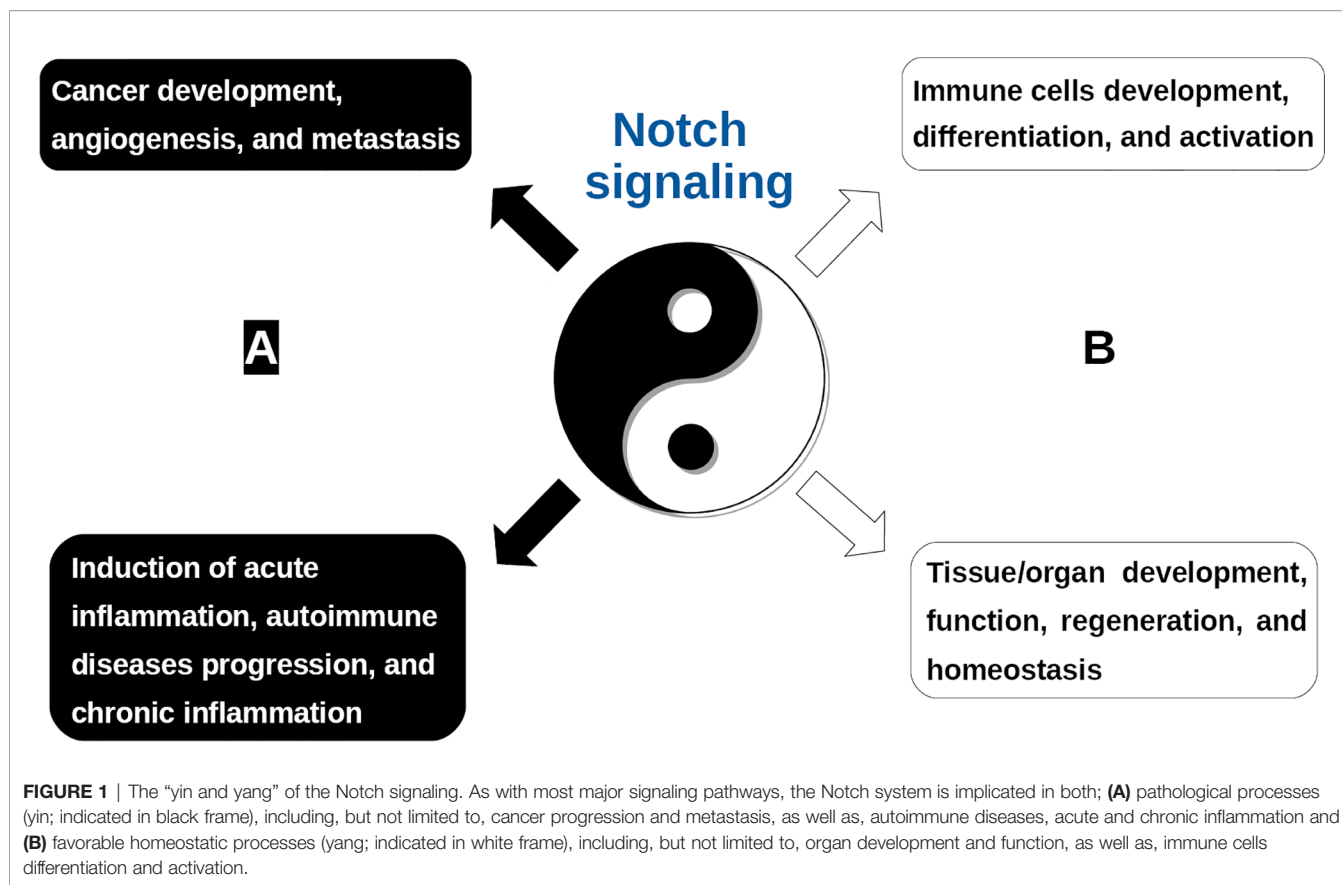 Cancer development,
angiogenesis, and metastasis
Notch
signaling
Immune cells development,
differentiation, and activation
A
B
Induction of acute
inflammation, autoimmune
diseases progression, and
chronic inflammation
Tissue/organ development,
function, regeneration, and
homeostasis
FIGURE 1 | The “yin and yang” of the Notch signaling. As with most major signaling pathways, the Notch system is implicated in both; (A) pathological processes
(yin; indicated in black frame), including, but not limited to, cancer progression and metastasis, as well as, autoimmune diseases, acute and chronic inflammation and
(B) favorable homeostatic processes (yang; indicated in white frame), including, but not limited to, organ development and function, as well as, immune cells
differentiation and activation.